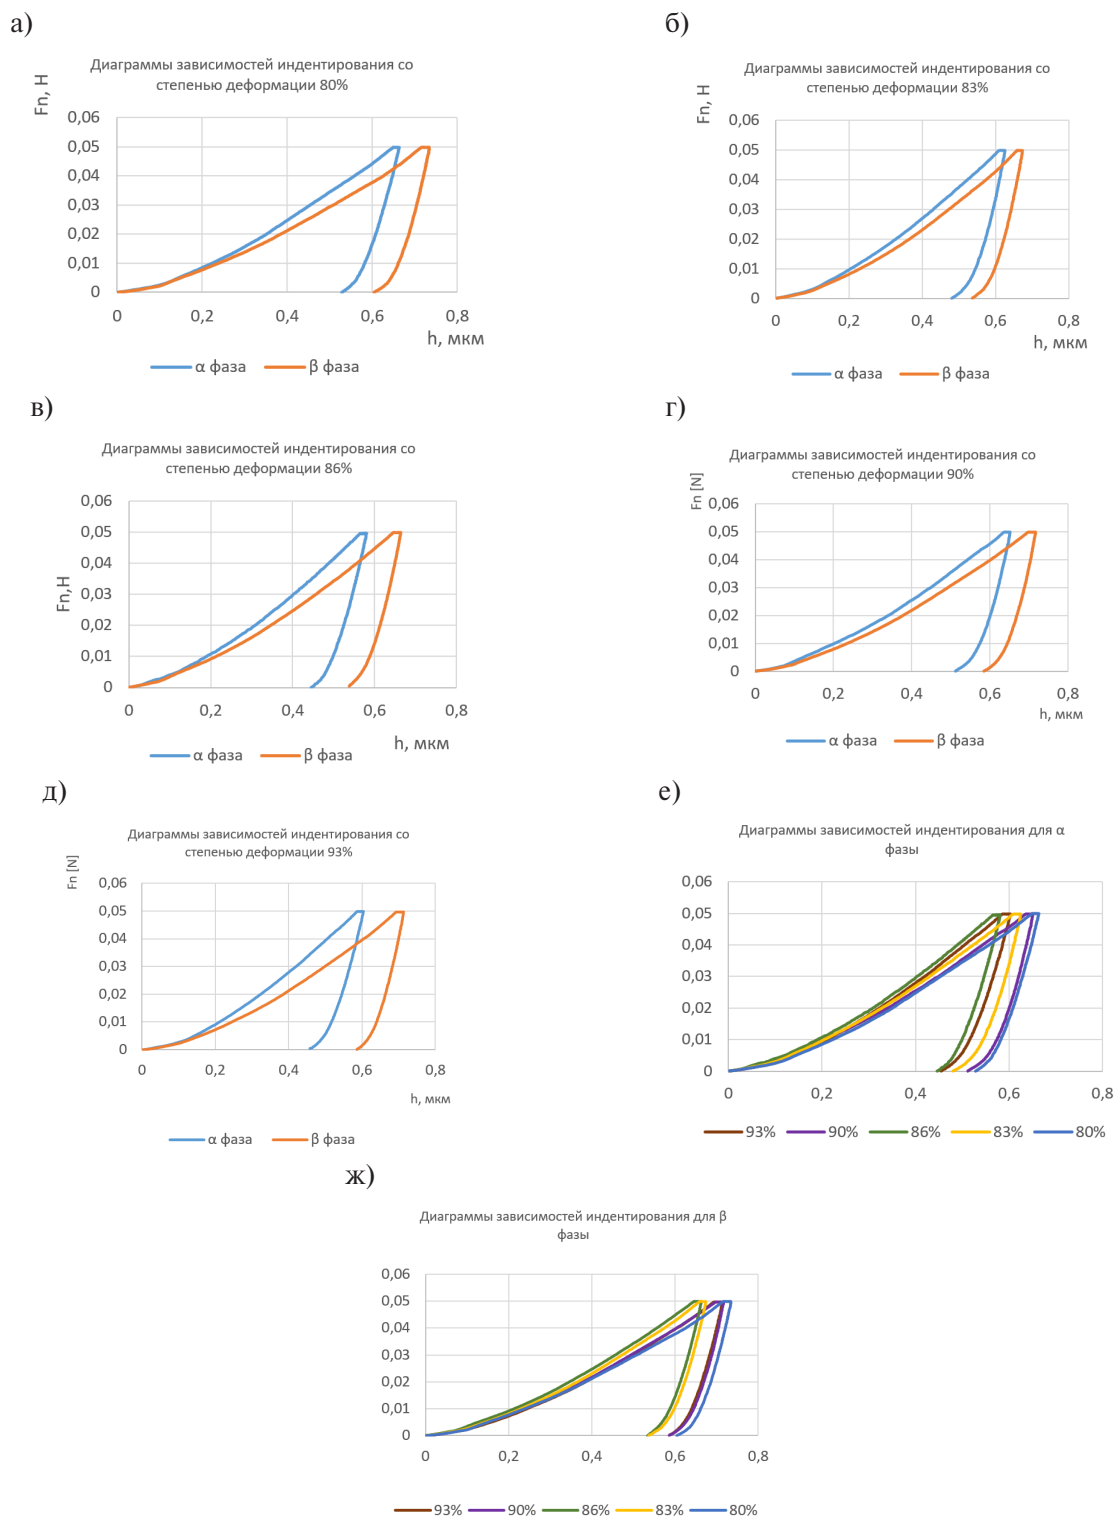 а)
Диаграммы зависимостей индентирования со
степенью деформации 80%
Fn, Н
0,06
0,05
0,04
0,03
0,02
0,01
0
0 0,2 0,4 0,6 0,8
h, мкм
α фаза β фаза
б)
Диаграммы зависимостей индентирования со
степенью деформации 83%
Fn, Н
0,06
0,05
0,04
0,03
0,02
0,01
0
0 0,2 0,4 0,6 0,8
h, мкм
α фаза β фаза
в)
Диаграммы зависимостей индентирования со
степенью деформации 86%
Fn,Н
0,06
0,05
0,04
0,03
0,02
0,01
0
0 0,2 0,4 0,6 0,8
h, мкм
α фаза β фаза
г)
Диаграммы зависимостей индентирования со
степенью деформации 90%
Fn [N]
0,06
0,05
0,04
0,03
0,02
0,01
0
0 0,2 0,4 0,6 0,8
h, мкм
α фаза β фаза
д)
Диаграммы зависимостей индентирования со
степенью деформации 93%
Fn [N]
0,06
0,05
0,04
0,03
0,02
0,01
0
0 0,2 0,4 0,6 0,8
h, мкм
α фаза β фаза
е)
Диаграммы зависимостей индентирования для α
фазы
0,06
0,05
0,04
0,03
0,02
0,01
0
0 0,2 0,4 0,6 0,8
93% 90% 86% 83% 80%
ж)
Диаграммы зависимостей индентирования для β
фазы
0,06
0,05
0,04
0,03
0,02
0,01
0
0 0,2 0,4 0,6 0,8
93% 90% 86% 83% 80%